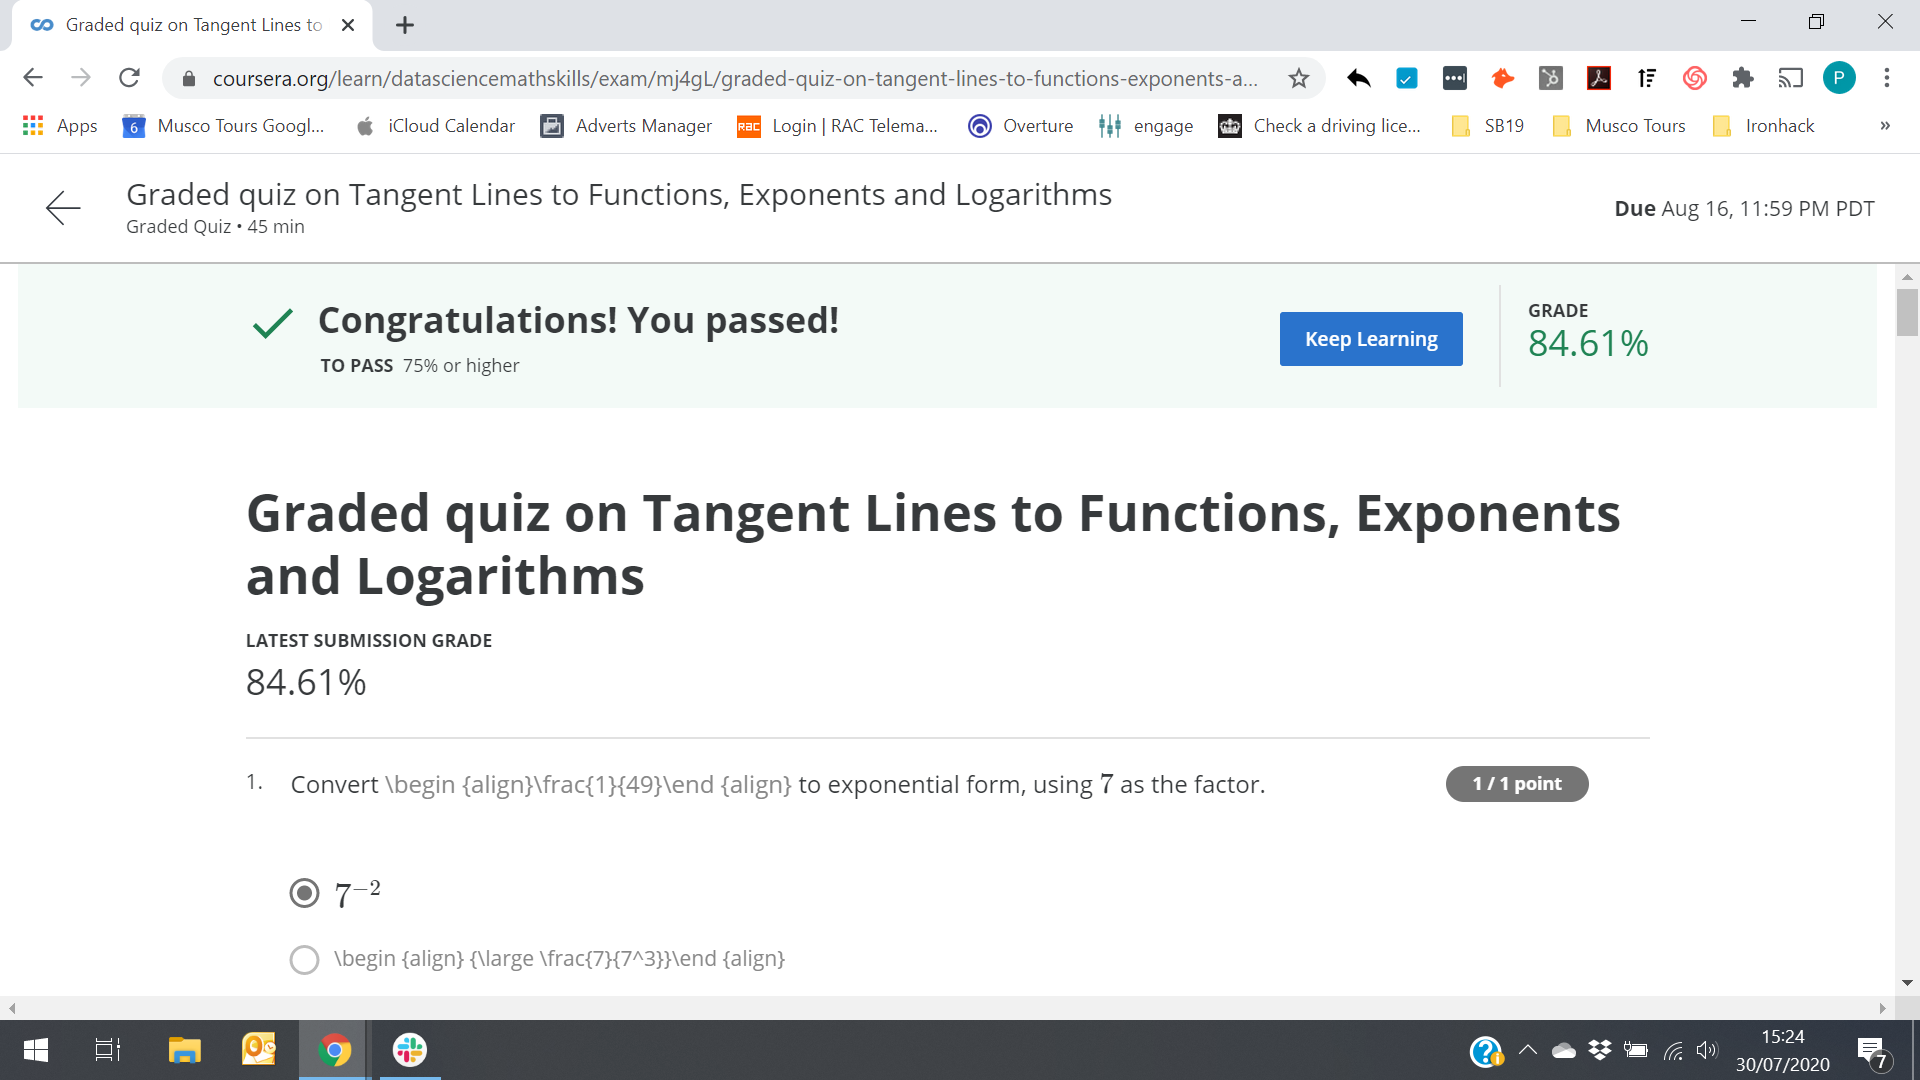 Graded quiz on Tangent Lines to
coursera.org/learn/datasciencemathskills/exam/mj4gL/graded-quiz-on-tangent-lines-to-functions-exponents-a...
P
Apps 6 Musco Tours Googl... iCloud Calendar Adverts Manager RAC Login | RAC Telema... Overture engage Check a driving lice... SB19 Musco Tours Ironhack »
Graded quiz on Tangent Lines to Functions, Exponents and Logarithms
Graded Quiz • 45 min
Due Aug 16, 11:59 PM PDT
Congratulations! You passed!
TO PASS 75% or higher
Keep Learning
GRADE
84.61%
Graded quiz on Tangent Lines to Functions, Exponents
and Logarithms
LATEST SUBMISSION GRADE
84.61%
1. Convert \begin {align}\frac{1}{49}\end {align} to exponential form, using 7 as the factor.
1 / 1 point
7⁻²
\begin {align} {\large \frac{7}{7^3}}\end {align}
15:24
30/07/2020
7